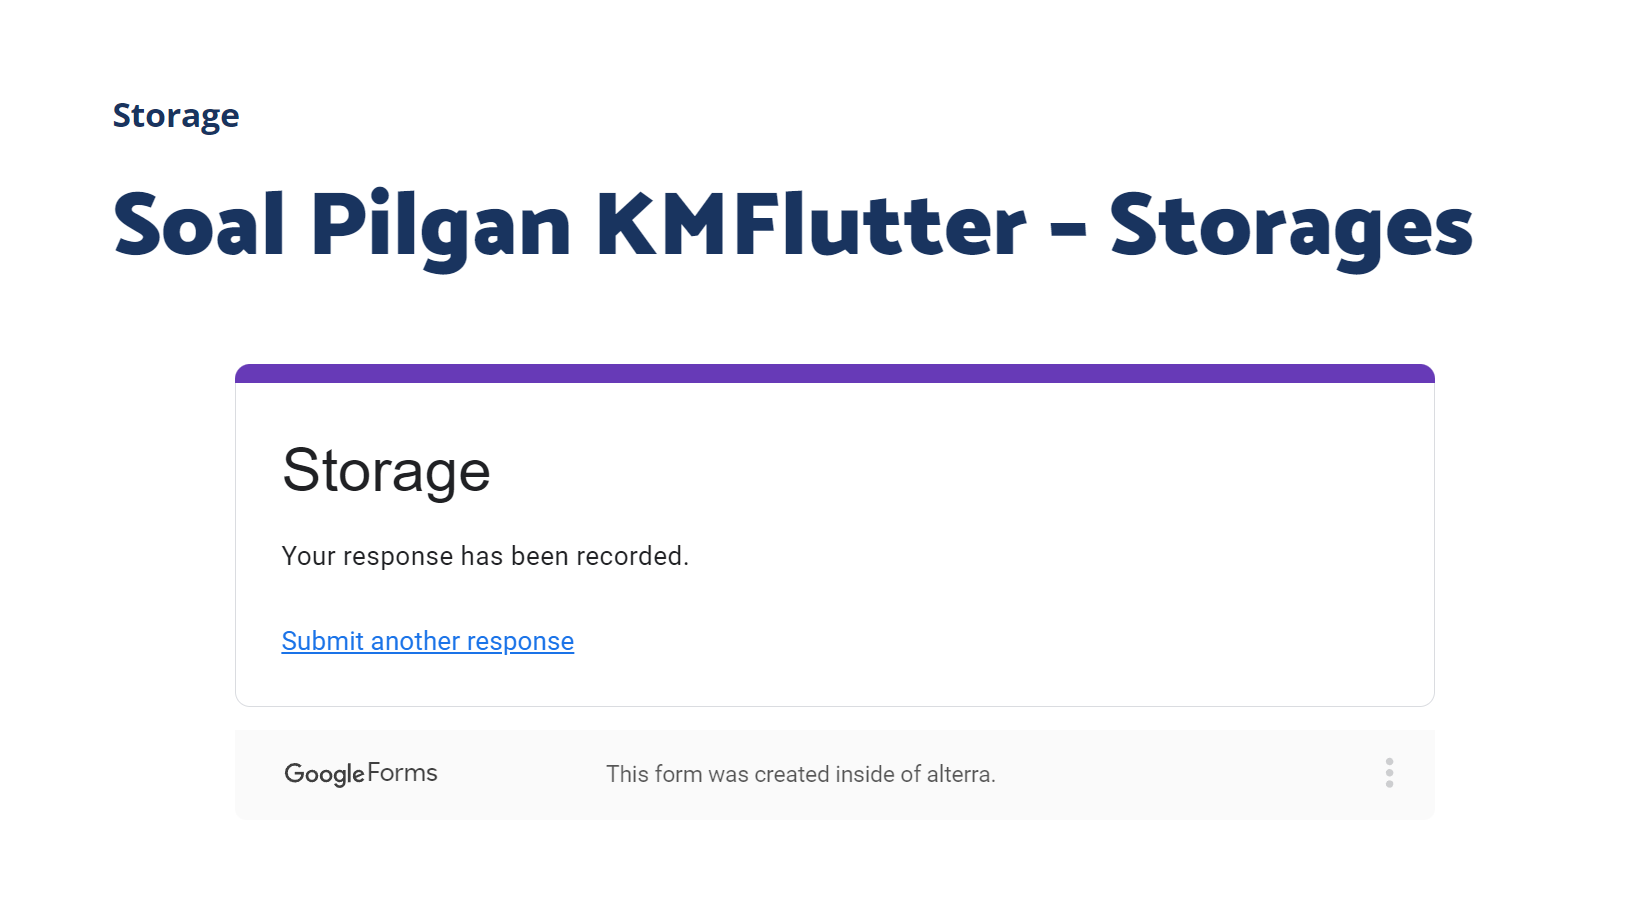 Storage
Soal Pilgan KMFlutter – Storages
Storage
Your response has been recorded.
Submit another response
Google Forms
This form was created inside of alterra.